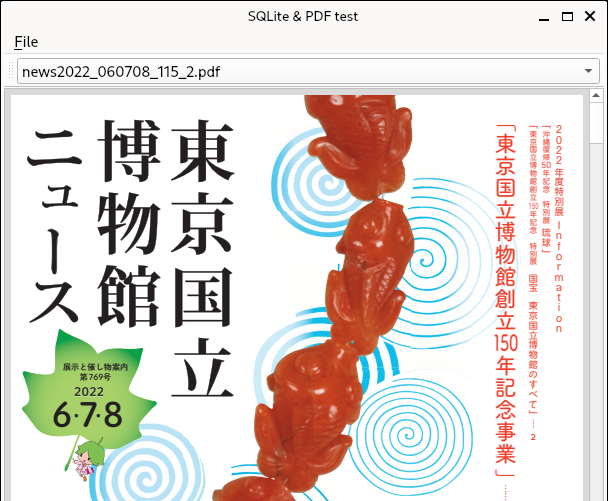 SQLite & PDF test
File
news2022_060708_115_2.pdf
東京国立
博物館
ニュース
展示と催し物案内
第769号
2022
6・7・8
2022年度特別展 Information
「沖縄復帰50年記念 特別展 琉球」
「東京国立博物館創立150年記念 特別展 国宝 東京国立博物館のすべて」…… 2
「東京国立博物館創立150年記念事業」……